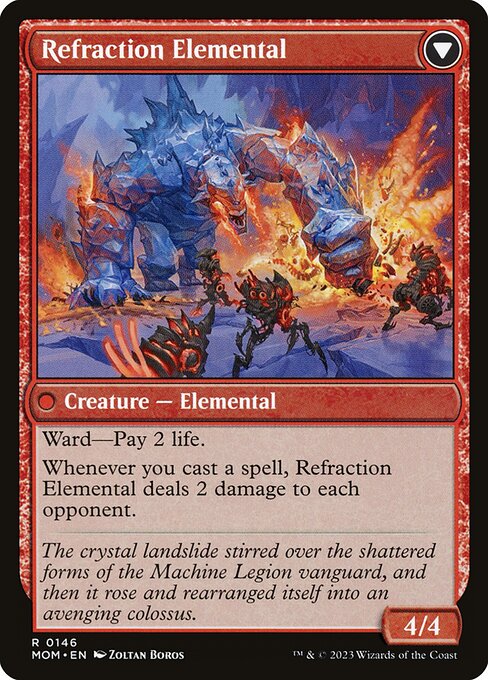 Refraction Elemental
Creature — Elemental
Ward—Pay 2 life.
Whenever you cast a spell, Refraction
Elemental deals 2 damage to each
opponent.
The crystal landslide stirred over the shattered
forms of the Machine Legion vanguard, and
then it rose and rearranged itself into an
avenging colossus.
4/4
R 0146
MOM • EN Zoltan Boros
™ & © 2023 Wizards of the Coast